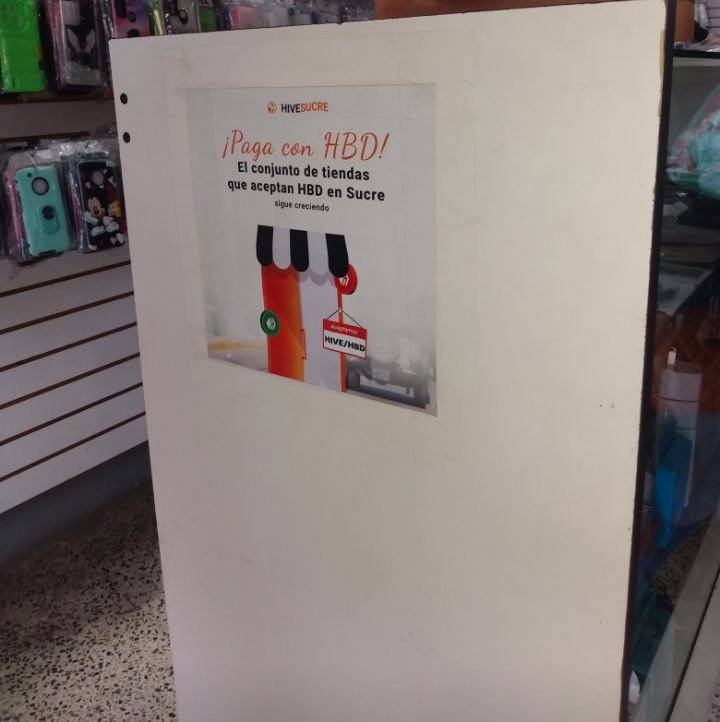 HIVESUCRE
¡Paga con HBD!
El conjunto de tiendas
que aceptan HBD en Sucre
sigue creciendo
Aceptamos
HIVE/HBD